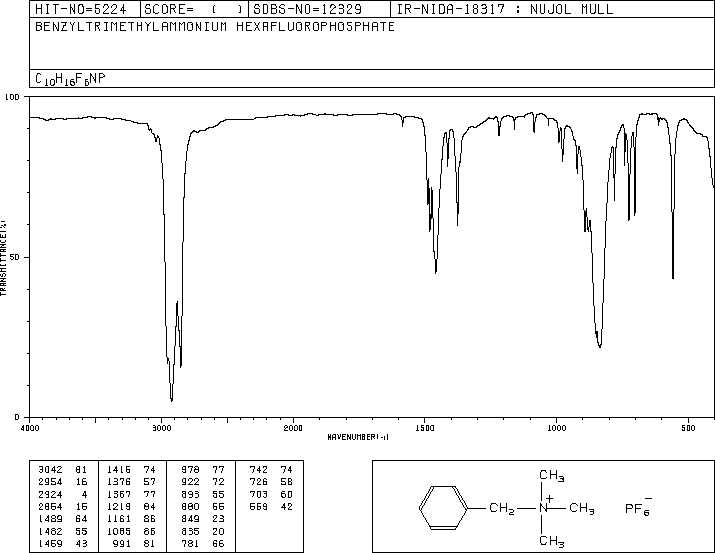 HIT-NO=5224 SCORE= ( ) SDBS-NO=12329 IR-NIDA-18317 : NUJOL MULL
BENZYLTRIMETHYLAMMONIUM HEXAFLUOROPHOSPHATE
C10H16F6NP
100
50
0
TRANSMITTANCE(%)
4000 3000 2000 1500 1000 500
WAVENUMBER(-1)
3042 81 1415 74 978 77 742 74
2954 16 1376 57 922 72 726 58
2924 4 1367 77 893 55 703 60
2854 15 1219 84 880 55 559 42
1489 64 1161 86 849 23
1482 55 1085 86 835 20
1459 43 991 81 781 66
CH3
CH2 N+ CH3 PF6−
CH3